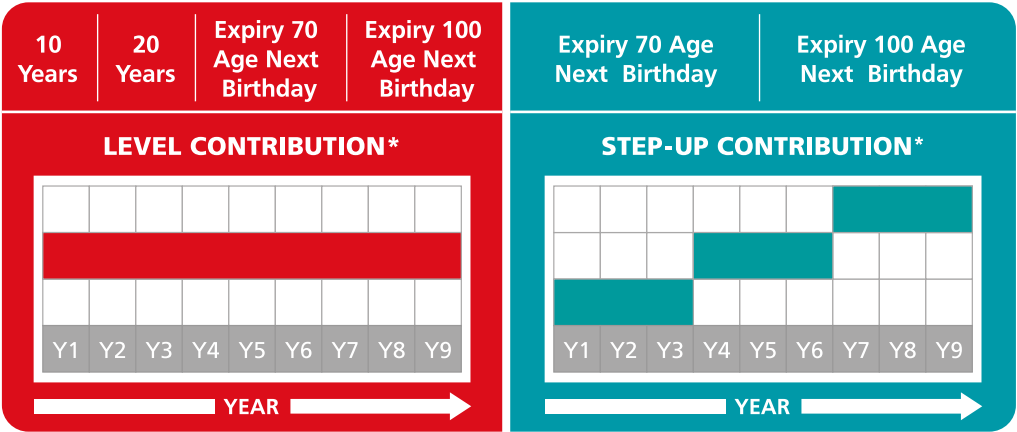 10
Years
20
Years
Expiry 70
Age Next
Birthday
Expiry 100
Age Next
Birthday
LEVEL CONTRIBUTION*
Y1 Y2 Y3 Y4 Y5 Y6 Y7 Y8 Y9
YEAR
Expiry 70 Age
Next Birthday
Expiry 100 Age
Next Birthday
STEP-UP CONTRIBUTION*
Y1 Y2 Y3 Y4 Y5 Y6 Y7 Y8 Y9
YEAR